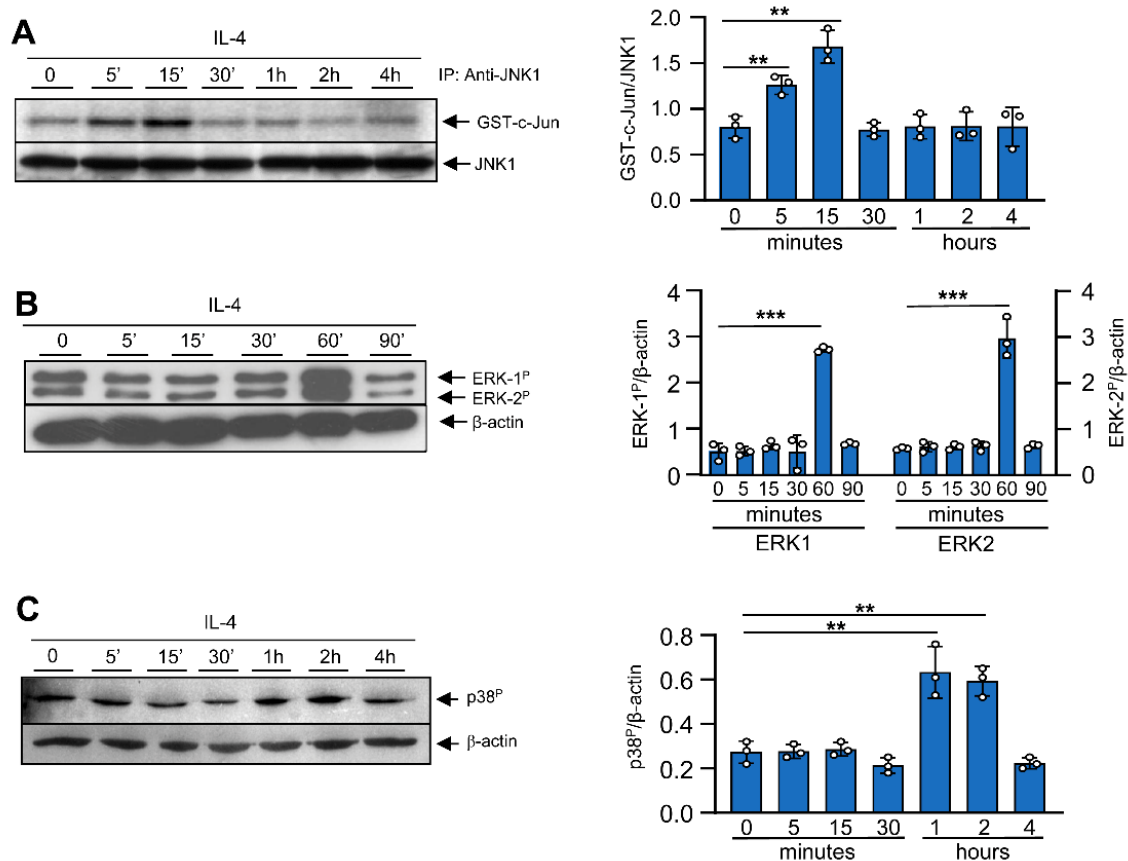 A
IL-4
0 5’ 15’ 30’ 1h 2h 4h IP: Anti-JNK1
GST-c-Jun
JNK1
GST-c-Jun/JNK1
2.0
1.5
1.0
0.5
0.0
**
**
0 5 15 30 1 2 4
minutes hours
B
IL-4
0 5’ 15’ 30’ 60’ 90’
ERK-1ᴾ
ERK-2ᴾ
β-actin
ERK-1ᴾ/β-actin
4
3
2
1
0
***
***
4
3
2
1
0
ERK-2ᴾ/β-actin
0 5 15 30 60 90 0 5 15 30 60 90
minutes minutes
ERK1 ERK2
C
IL-4
0 5’ 15’ 30’ 1h 2h 4h
p38ᴾ
β-actin
p38ᴾ/β-actin
0.8
0.6
0.4
0.2
0.0
**
**
0 5 15 30 1 2 4
minutes hours